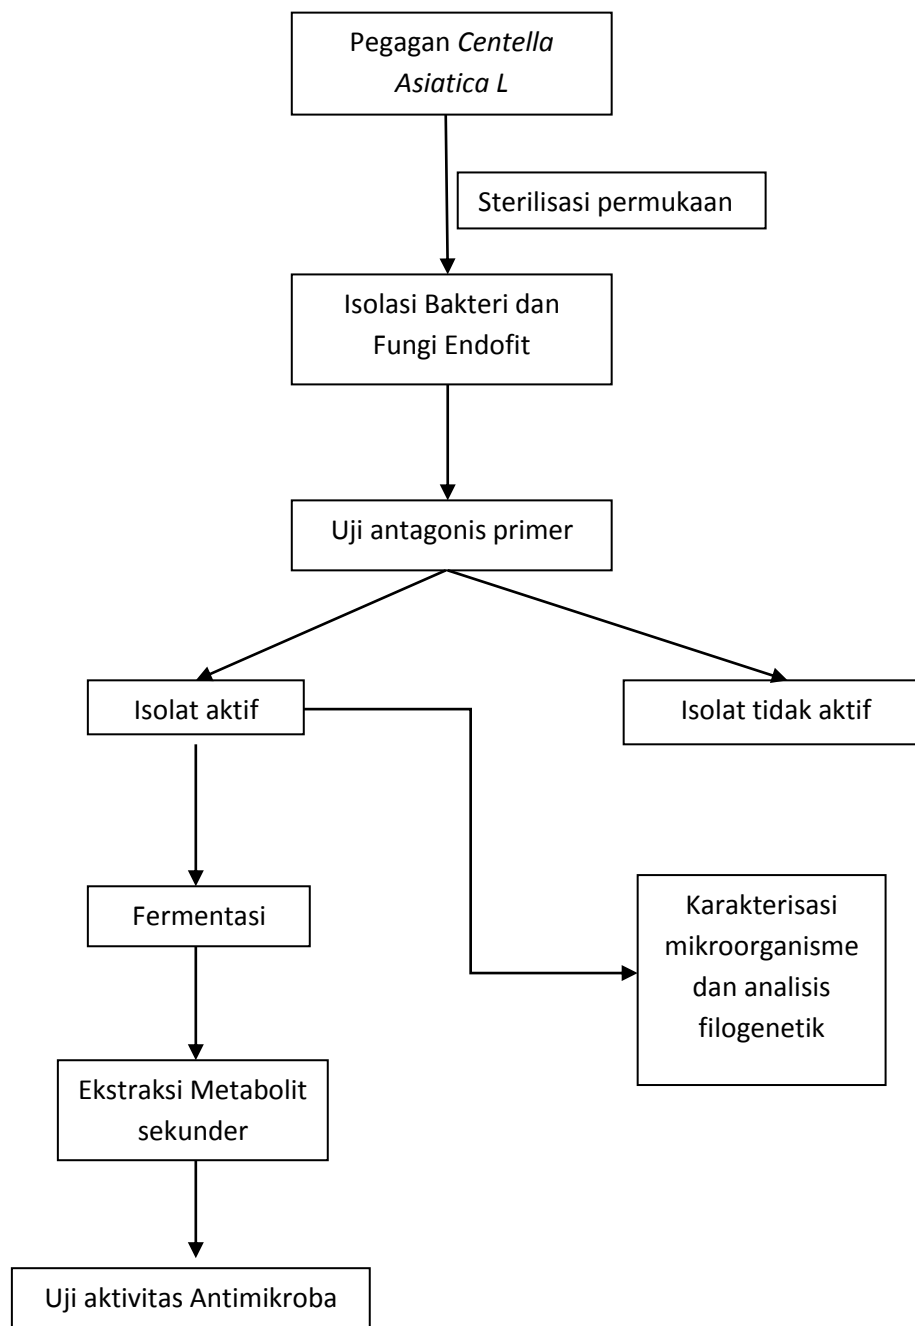 Pegagan Centella
Asiatica L
Sterilisasi permukaan
Isolasi Bakteri dan
Fungi Endofit
Uji antagonis primer
Isolat aktif
Isolat tidak aktif
Fermentasi
Karakterisasi
mikroorganisme
dan analisis
filogenetik
Ekstraksi Metabolit
sekunder
Uji aktivitas Antimikroba